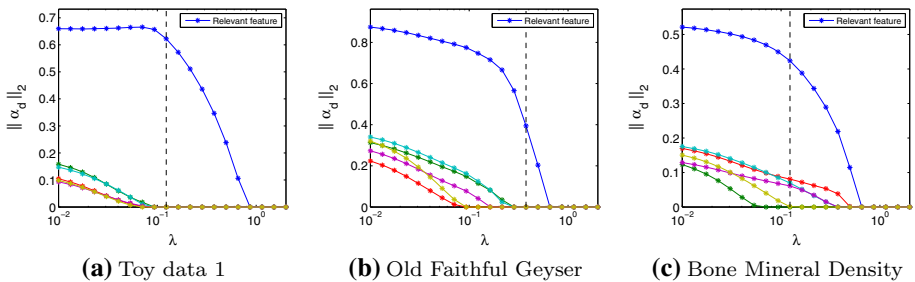 Relevant feature
0.7
0.6
0.5
0.4
0.3
0.2
0.1
0
|| α_d ||_2
10^-2
10^-1
10^0
λ
(a) Toy data 1
Relevant feature
1
0.8
0.6
0.4
0.2
0
|| α_d ||_2
10^-2
10^-1
10^0
λ
(b) Old Faithful Geyser
Relevant feature
0.5
0.4
0.3
0.2
0.1
0
|| α_d ||_2
10^-2
10^-1
10^0
λ
(c) Bone Mineral Density